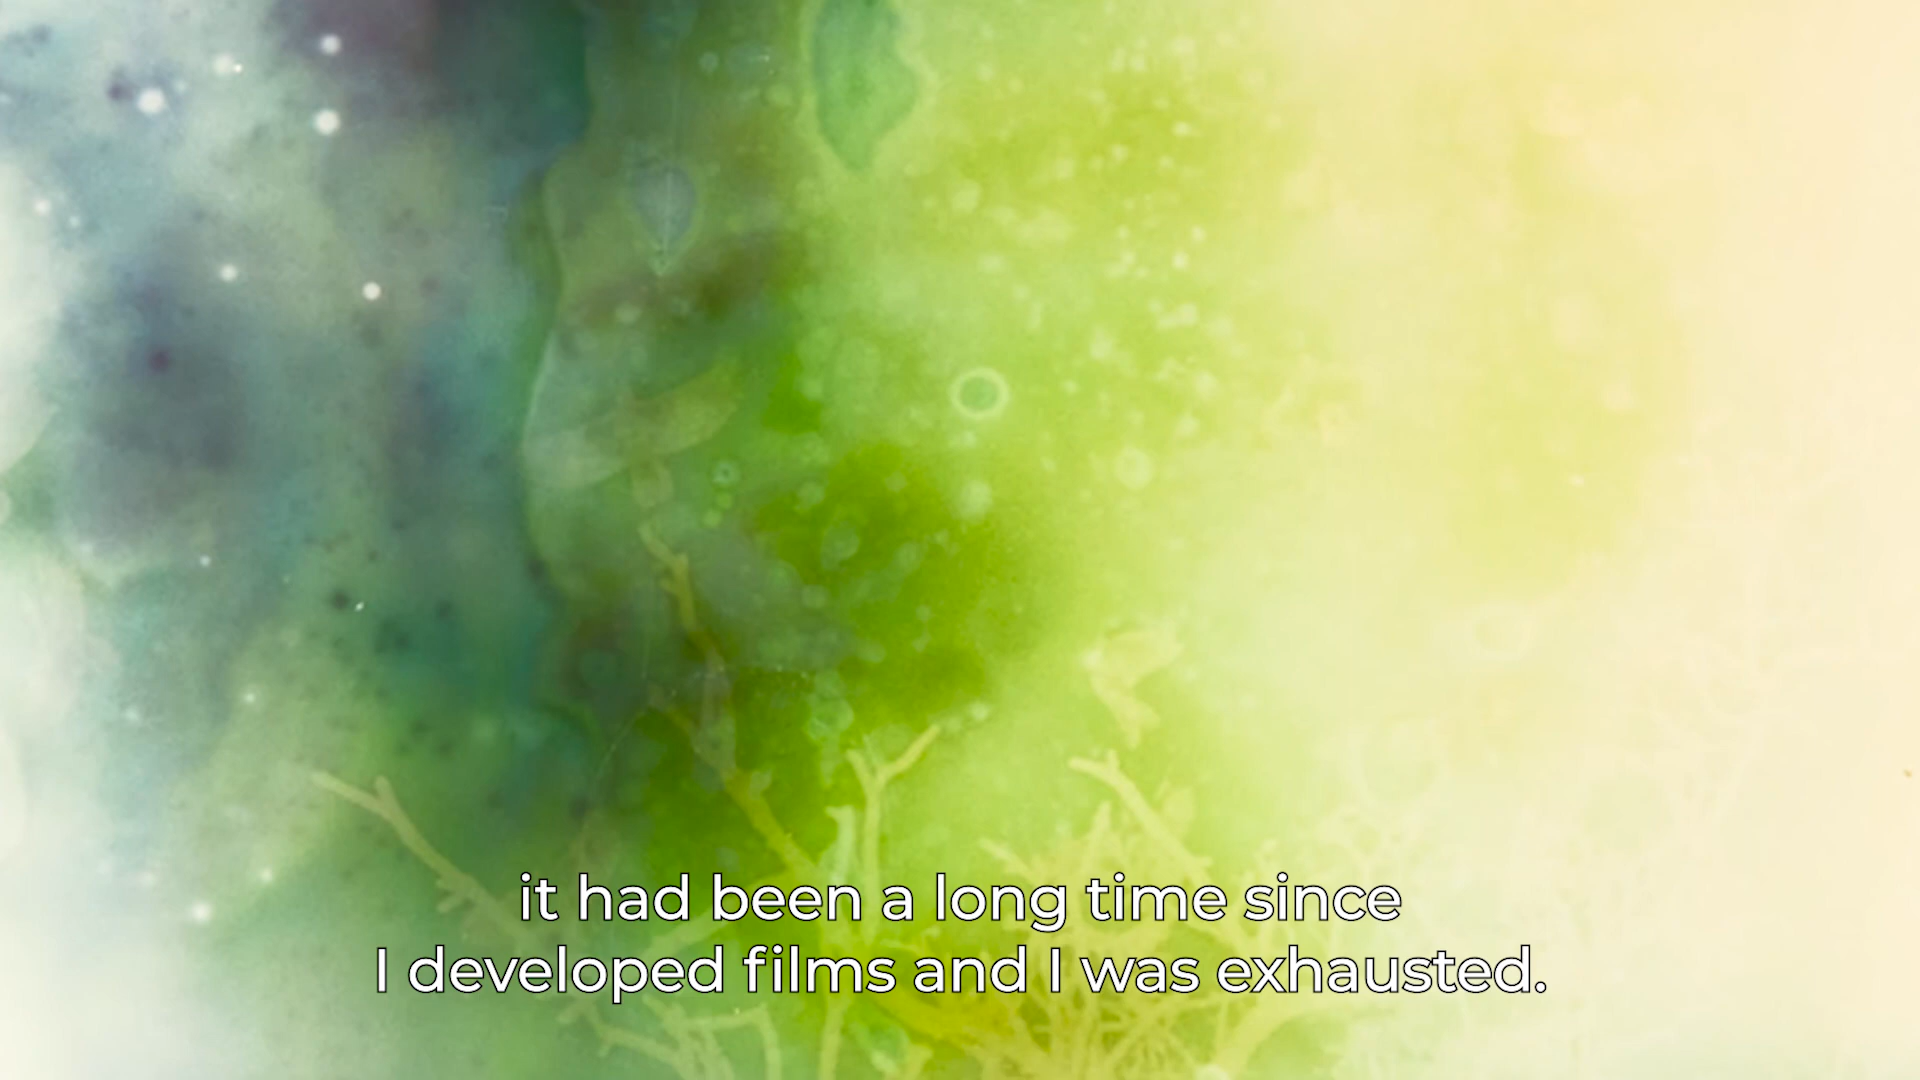 it had been a long time since
I developed films and I was exhausted.